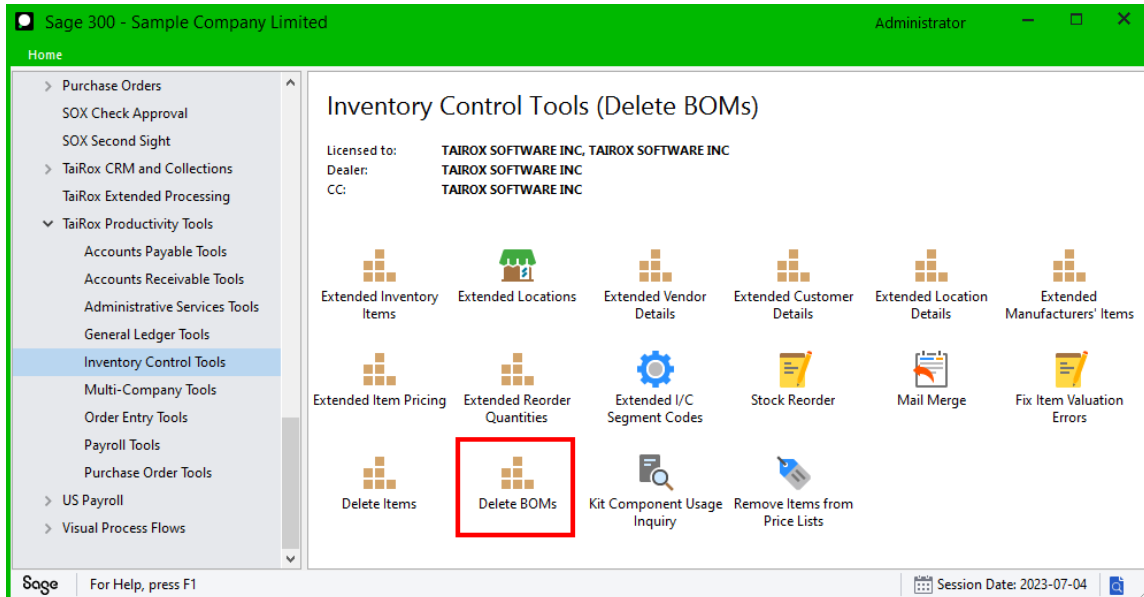 Sage 300 - Sample Company Limited
Administrator
Home
Purchase Orders
SOX Check Approval
SOX Second Sight
TaiRox CRM and Collections
TaiRox Extended Processing
TaiRox Productivity Tools
Accounts Payable Tools
Accounts Receivable Tools
Administrative Services Tools
General Ledger Tools
Inventory Control Tools
Multi-Company Tools
Order Entry Tools
Payroll Tools
Purchase Order Tools
US Payroll
Visual Process Flows
Inventory Control Tools (Delete BOMs)
Licensed to: TAIROX SOFTWARE INC, TAIROX SOFTWARE INC
Dealer: TAIROX SOFTWARE INC
CC: TAIROX SOFTWARE INC
Extended Inventory
Items
Extended Locations
Extended Vendor
Details
Extended Customer
Details
Extended Location
Details
Extended
Manufacturers' Items
Extended Item Pricing
Extended Reorder
Quantities
Extended I/C
Segment Codes
Stock Reorder
Mail Merge
Fix Item Valuation
Errors
Delete Items
Delete BOMs
Kit Component Usage
Inquiry
Remove Items from
Price Lists
Sage
For Help, press F1
Session Date: 2023-07-04